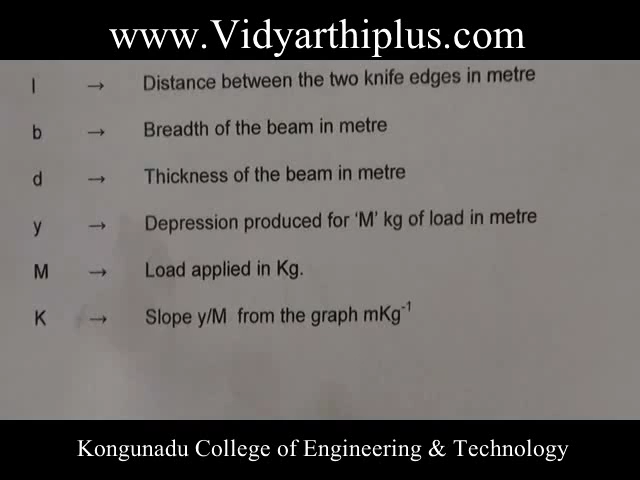 www.Vidyarthiplus.com
l → Distance between the two knife edges in metre
b → Breadth of the beam in metre
d → Thickness of the beam in metre
y → Depression produced for ‘M’ kg of load in metre
M → Load applied in Kg.
K → Slope y/M from the graph mKg⁻¹
Kongunadu College of Engineering & Technology